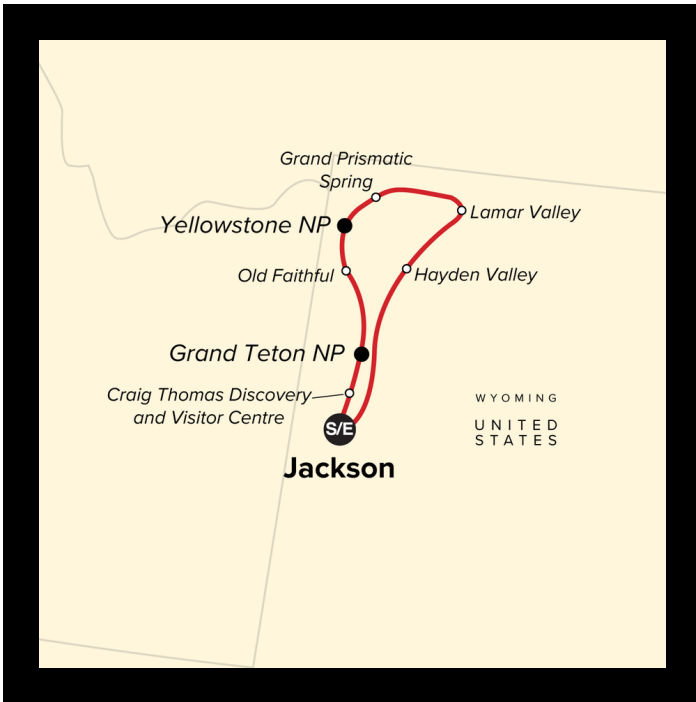 Grand Prismatic
Spring
Yellowstone NP
Lamar Valley
Old Faithful
Hayden Valley
Grand Teton NP
Craig Thomas Discovery
and Visitor Centre
WYOMING
UNITED
STATES
S/E
Jackson